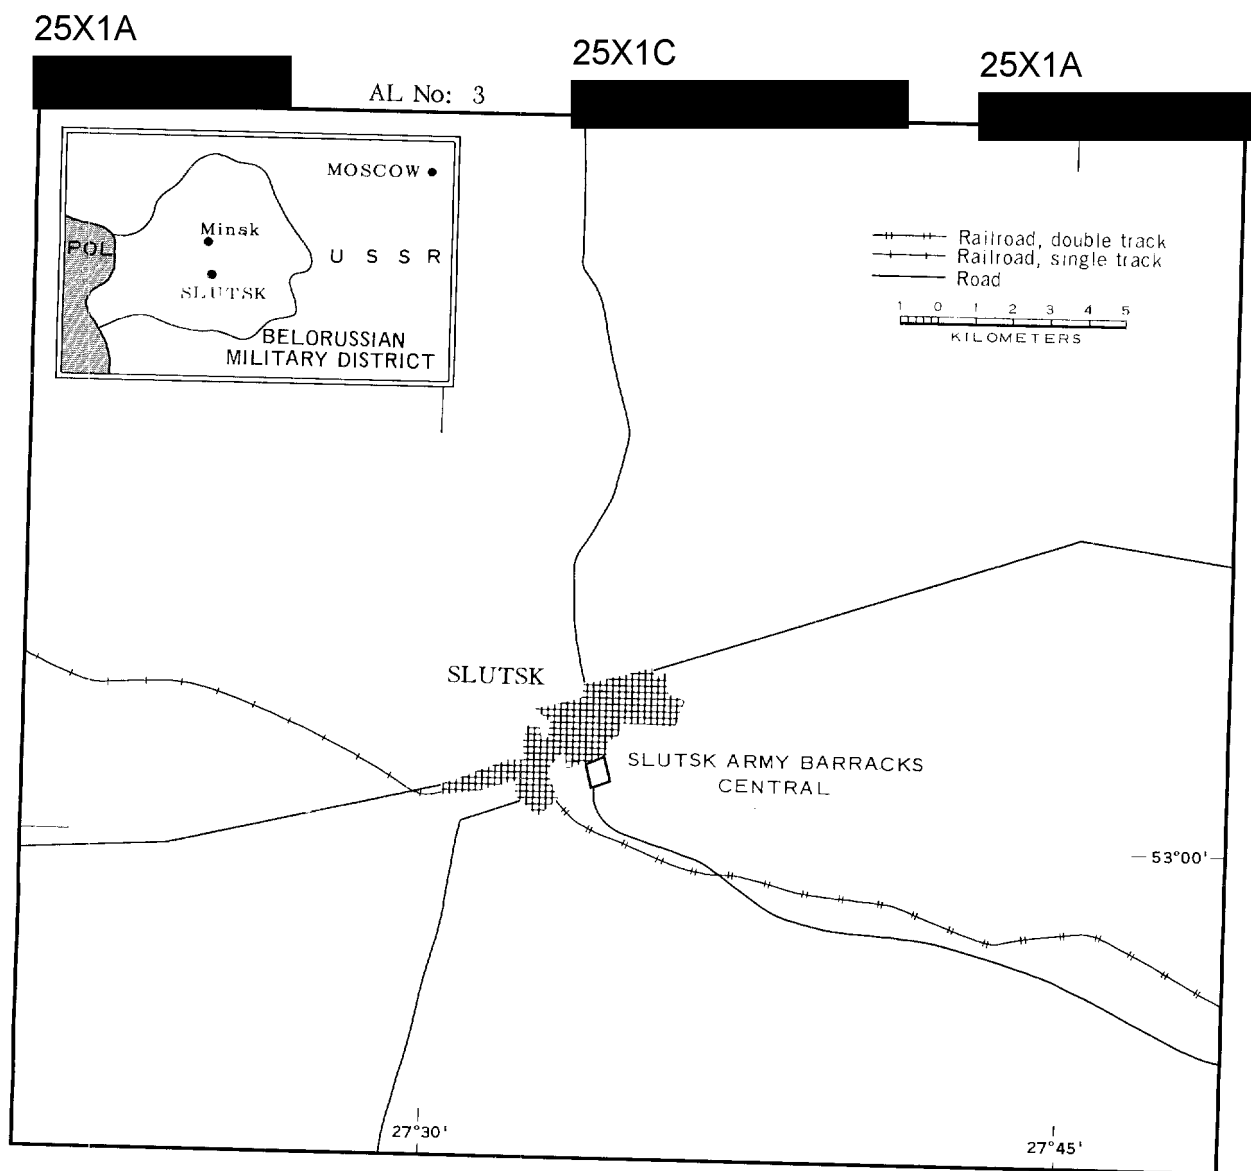 25X1A
25X1C
25X1A
AL No: 3
MOSCOW
Minsk
POL
U S S R
SLUTSK
BELORUSSIAN
MILITARY DISTRICT
Railroad, double track
Railroad, single track
Road
1 0 1 2 3 4 5
KILOMETERS
SLUTSK
SLUTSK ARMY BARRACKS
CENTRAL
53°00'
27°30'
27°45'